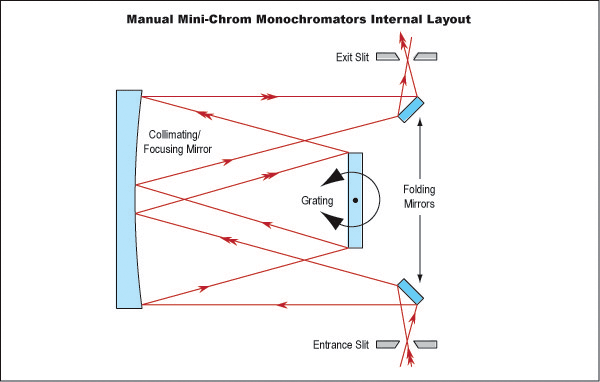 Manual Mini-Chrom Monochromators Internal Layout
Exit Slit
Collimating/
Focusing Mirror
Grating
Folding
Mirrors
Entrance Slit